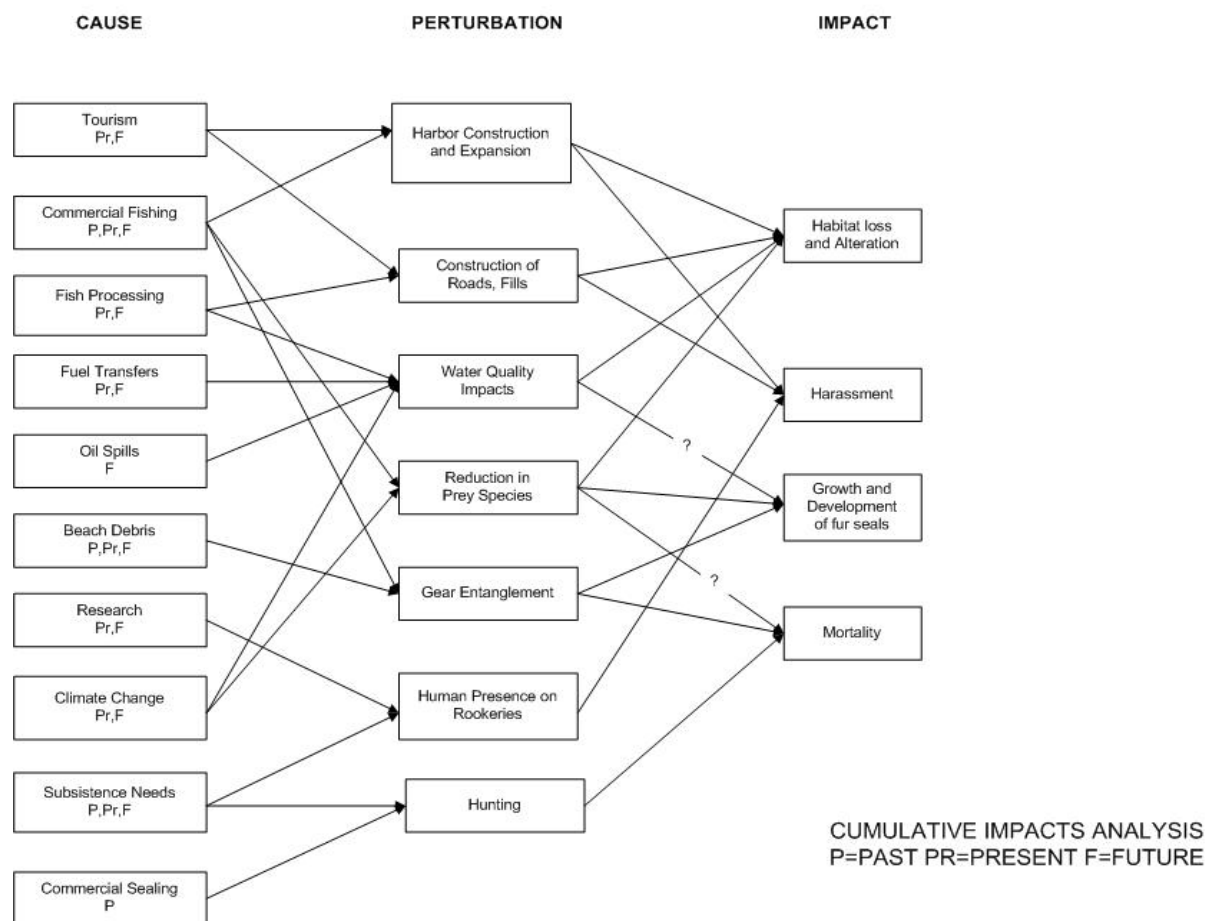 CAUSE
PERTURBATION
IMPACT
Tourism
Pr,F
Commercial Fishing
P,Pr,F
Fish Processing
Pr,F
Fuel Transfers
Pr,F
Oil Spills
F
Beach Debris
P,Pr,F
Research
Pr,F
Climate Change
Pr,F
Subsistence Needs
P,Pr,F
Commercial Sealing
P
Harbor Construction
and Expansion
Construction of
Roads, Fills
Water Quality
Impacts
Reduction in
Prey Species
Gear Entanglement
Human Presence on
Rookeries
Hunting
?
?
Habitat loss
and Alteration
Harassment
Growth and
Development
of fur seals
Mortality
CUMULATIVE IMPACTS ANALYSIS
P=PAST PR=PRESENT F=FUTURE